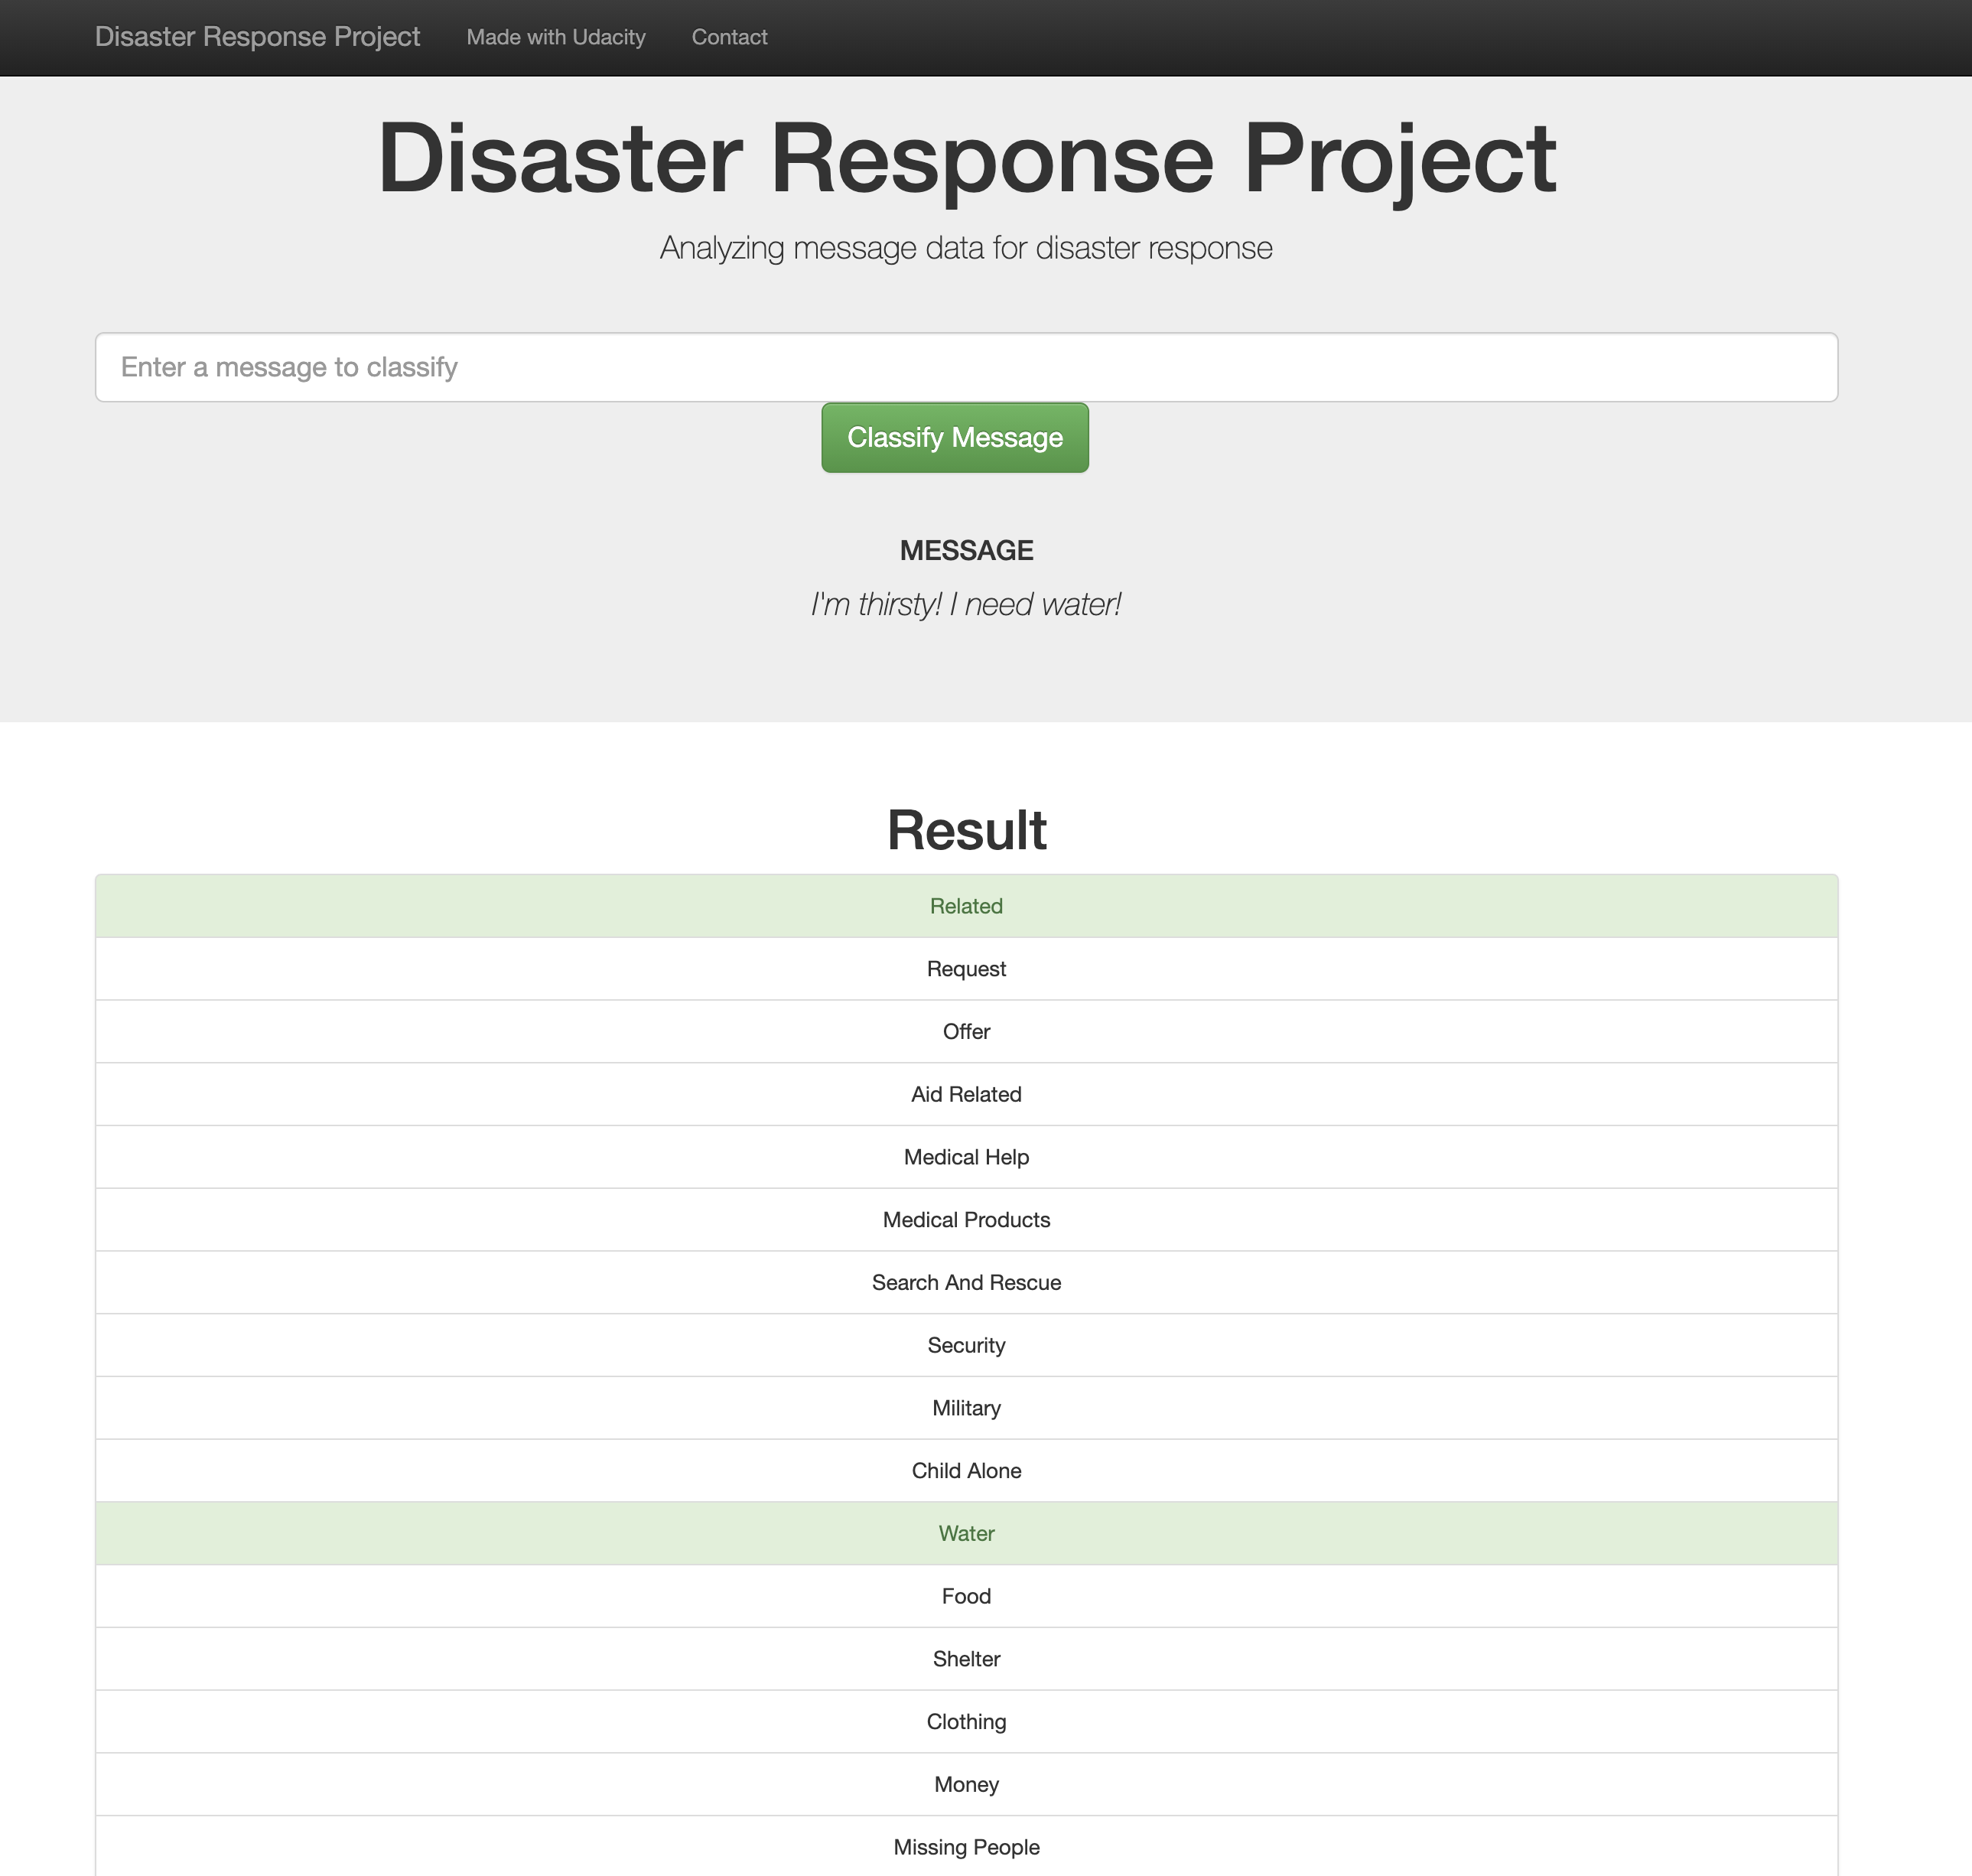 Disaster Response Project Made with Udacity Contact
Disaster Response Project
Analyzing message data for disaster response
Enter a message to classify
Classify Message
MESSAGE
I'm thirsty! I need water!
Result
Related
Request
Offer
Aid Related
Medical Help
Medical Products
Search And Rescue
Security
Military
Child Alone
Water
Food
Shelter
Clothing
Money
Missing People